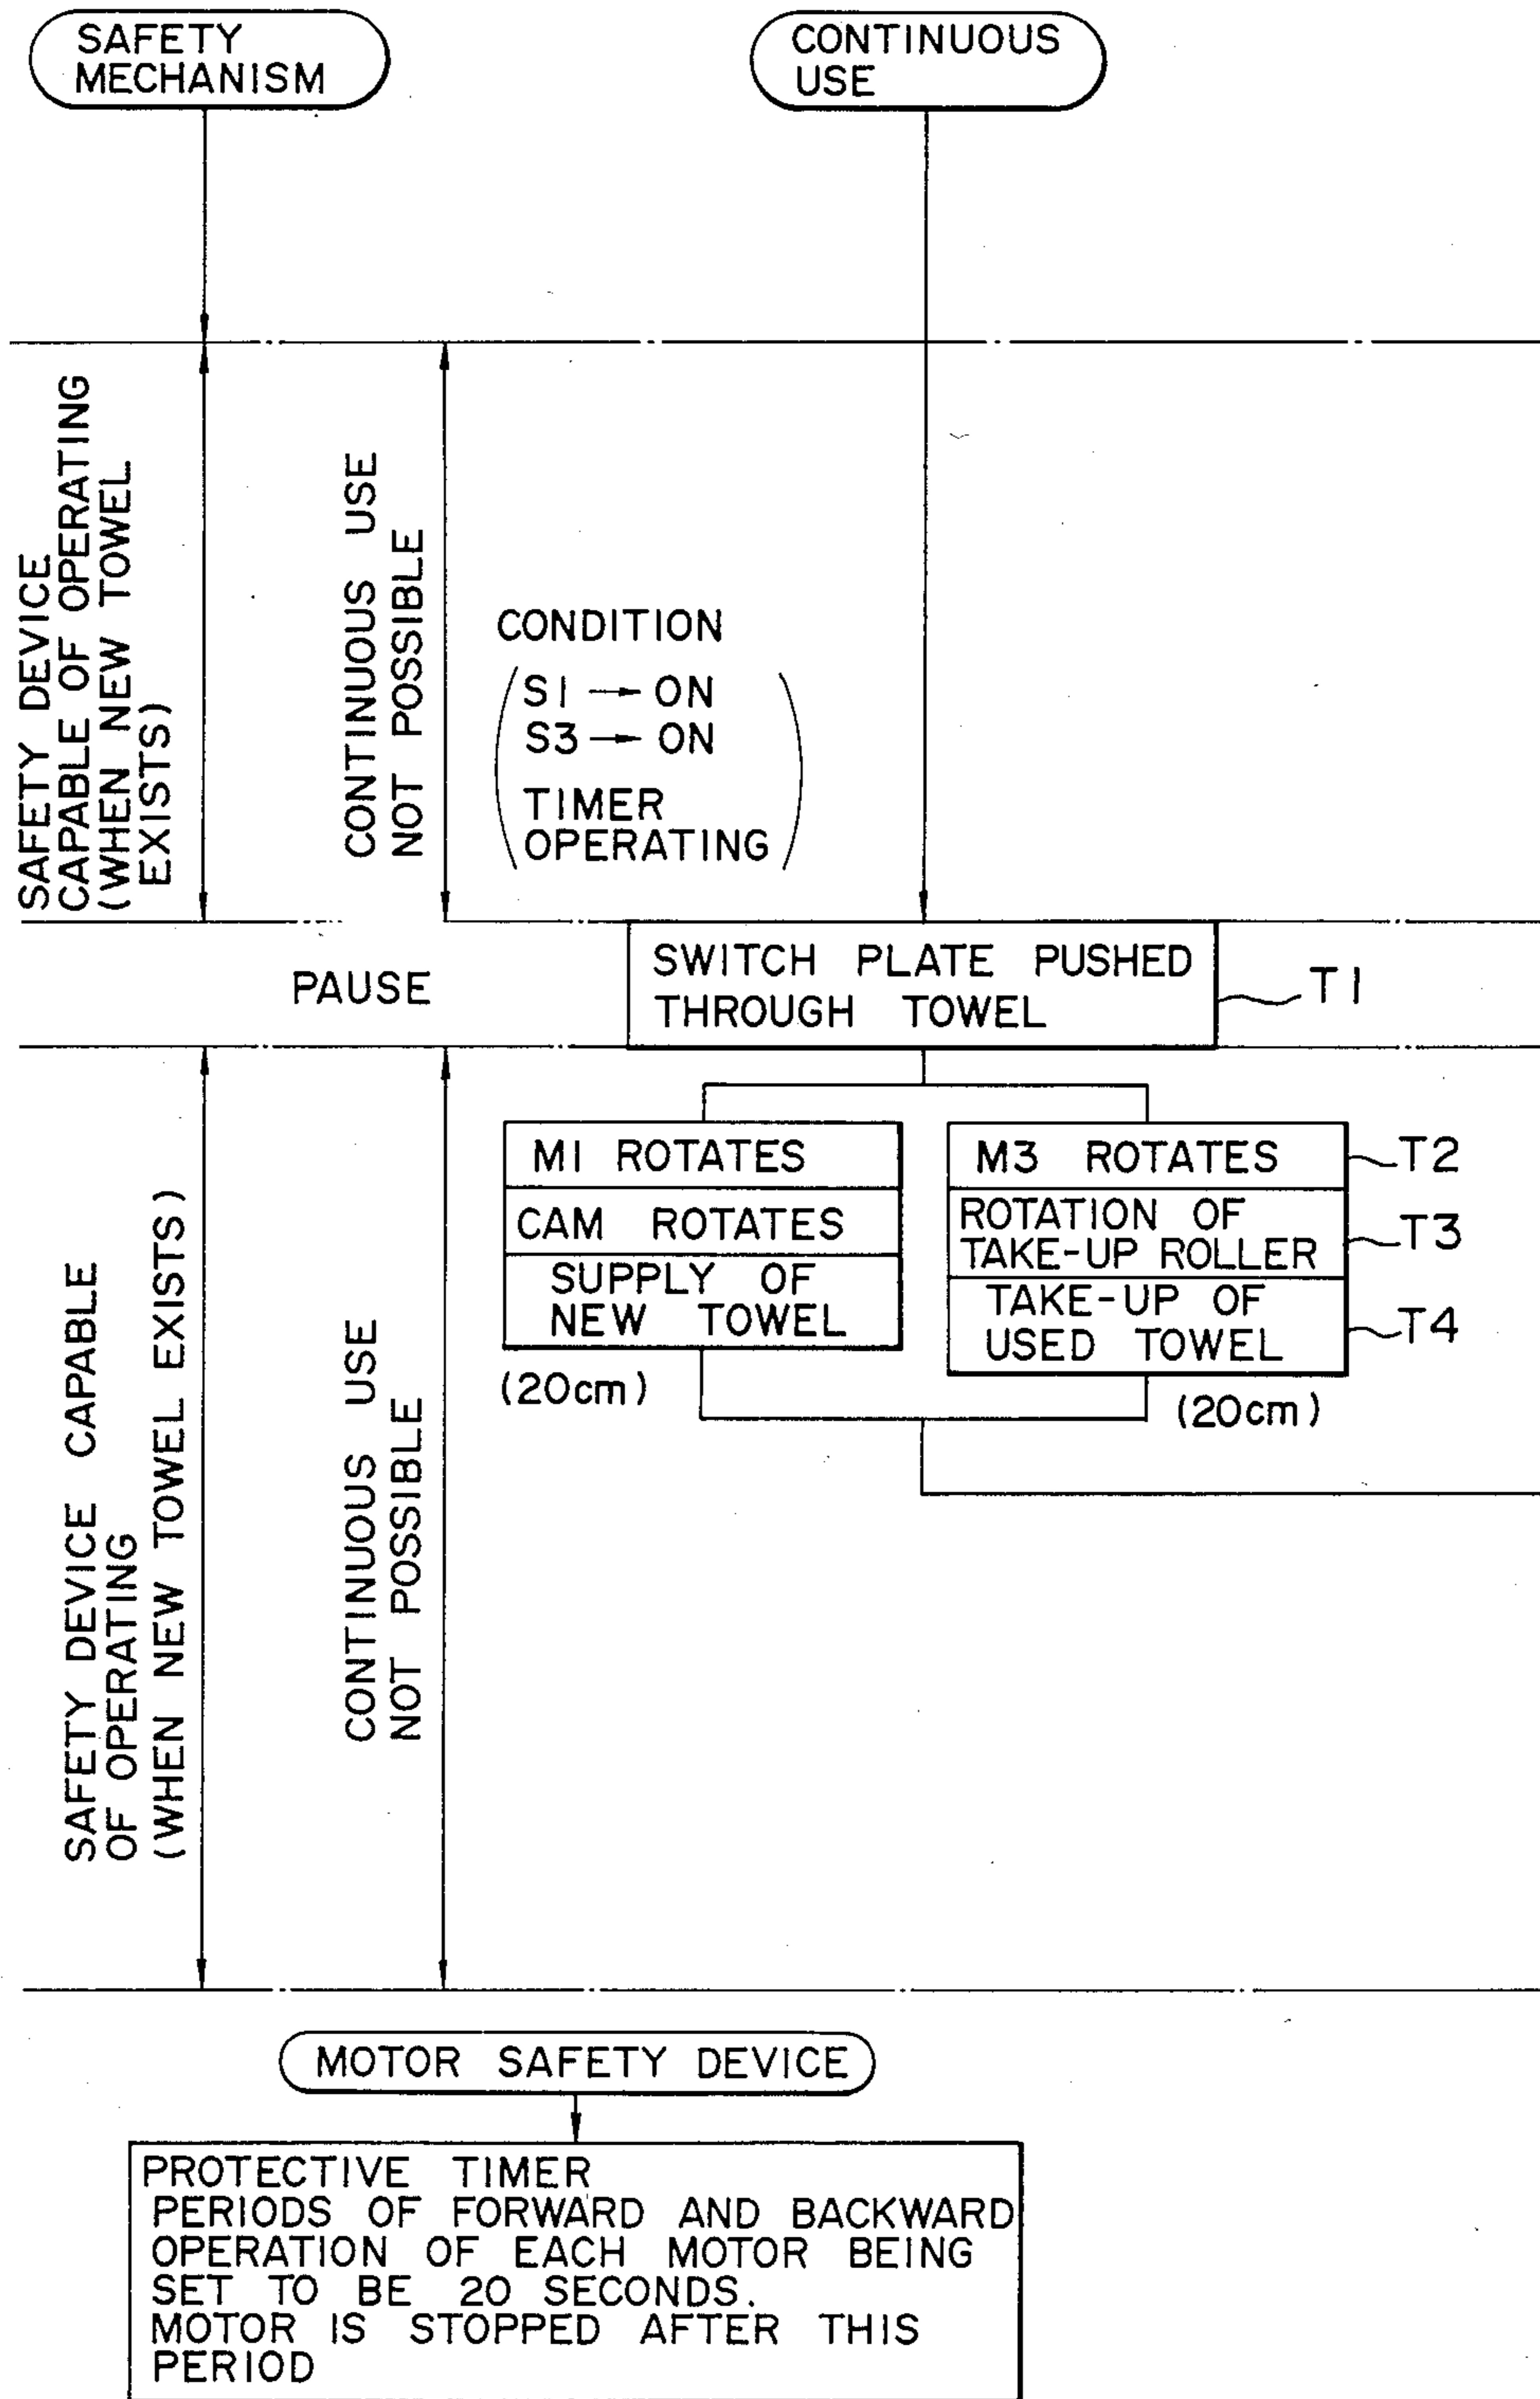 SAFETY
MECHANISM
CONTINUOUS
USE
SAFETY DEVICE
CAPABLE OF OPERATING
(WHEN NEW TOWEL
EXISTS)
CONTINUOUS USE
NOT POSSIBLE
CONDITION
S1 → ON
S3 → ON
TIMER
OPERATING
PAUSE
SWITCH PLATE PUSHED
THROUGH TOWEL
T1
M1 ROTATES
CAM ROTATES
SUPPLY OF
NEW TOWEL
(20cm)
M3 ROTATES
T2
ROTATION OF
TAKE-UP ROLLER
T3
TAKE-UP OF
USED TOWEL
T4
(20cm)
SAFETY DEVICE CAPABLE
OF OPERATING
(WHEN NEW TOWEL EXISTS)
CONTINUOUS USE
NOT POSSIBLE
MOTOR SAFETY DEVICE
PROTECTIVE TIMER
PERIODS OF FORWARD AND BACKWARD
OPERATION OF EACH MOTOR BEING
SET TO BE 20 SECONDS.
MOTOR IS STOPPED AFTER THIS
PERIOD